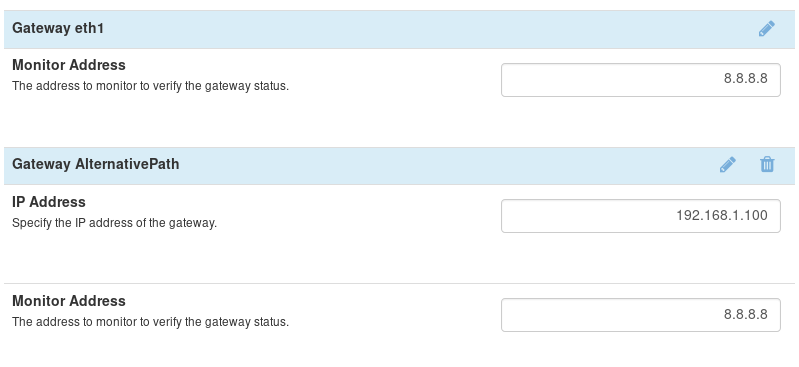 Gateway eth1
Monitor Address
The address to monitor to verify the gateway status.
8.8.8.8
Gateway AlternativePath
IP Address
Specify the IP address of the gateway.
192.168.1.100
Monitor Address
The address to monitor to verify the gateway status.
8.8.8.8